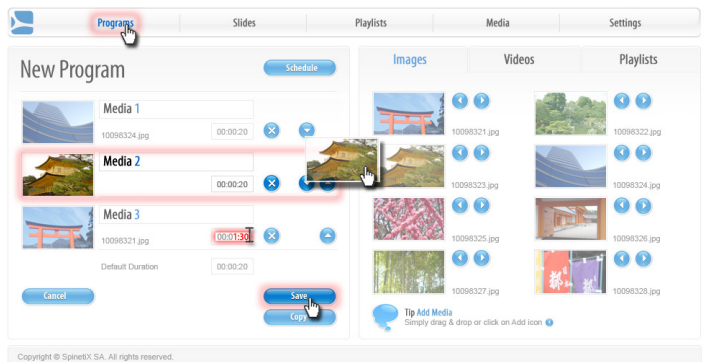 Programs Slides Playlists Media Settings
New Program Schedule
Media 1
10098324.jpg 00:00:20
Media 2
00:00:20
Media 3
10098321.jpg 00:01:30
Default Duration 00:00:20
Cancel Save
Copy
Images Videos Playlists
10098321.jpg 10098322.jpg
10098323.jpg 10098324.jpg
10098325.jpg 10098326.jpg
10098327.jpg 10098328.jpg
Tip Add Media
Simply drag & drop or click on Add icon
Copyright © SpinetiX SA. All rights reserved.